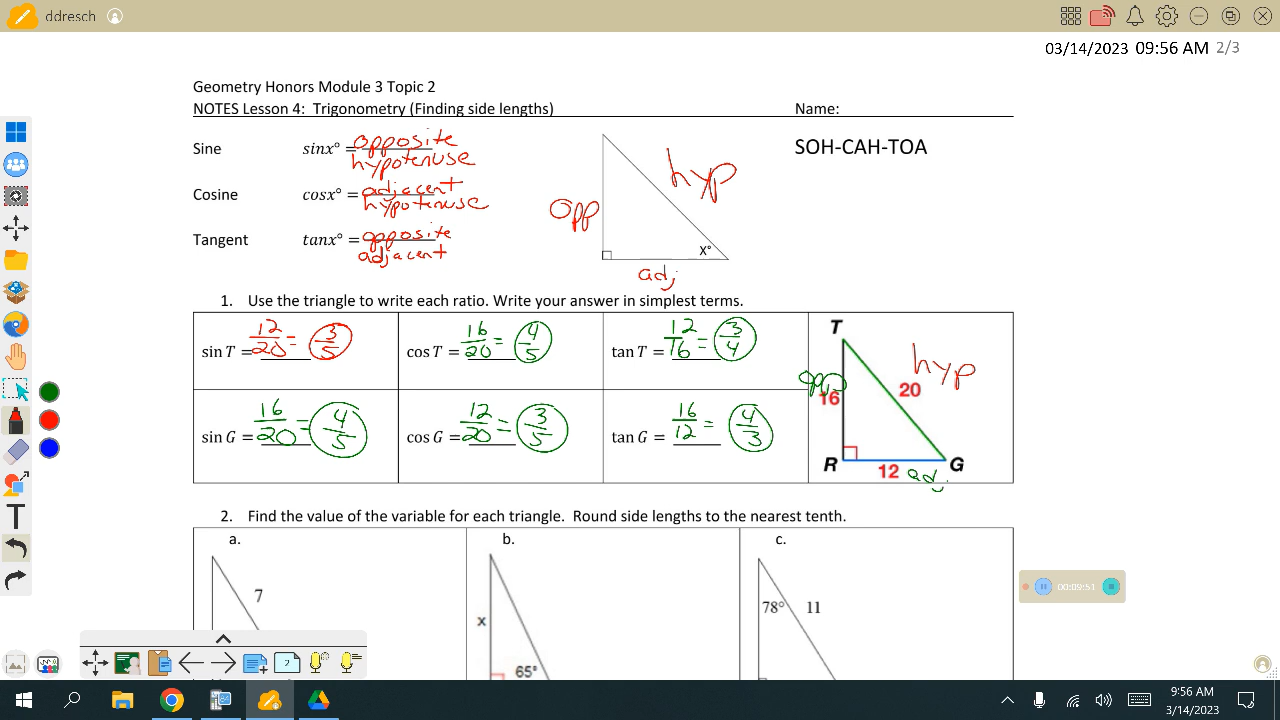 ddresch
03/14/2023 09:56 AM 2/3
Geometry Honors Module 3 Topic 2
NOTES Lesson 4: Trigonometry (Finding side lengths) Name:
SOH-CAH-TOA
Sine sinx° = opposite / hypotenuse
Cosine cosx° = adjacent / hypotenuse
Tangent tanx° = opposite / adjacent
opp
hyp
X°
adj
1. Use the triangle to write each ratio. Write your answer in simplest terms.
sin T = 12/20 = 3/5
cos T = 16/20 = 4/5
tan T = 12/16 = 3/4
sin G = 16/20 = 4/5
cos G = 12/20 = 3/5
tan G = 16/12 = 4/3
T
hyp
opp
20
16
R 12 adj G
2. Find the value of the variable for each triangle. Round side lengths to the nearest tenth.
a. b. c.
7
x
65°
78° 11
00:09:51
T
2
9:56 AM
3/14/2023